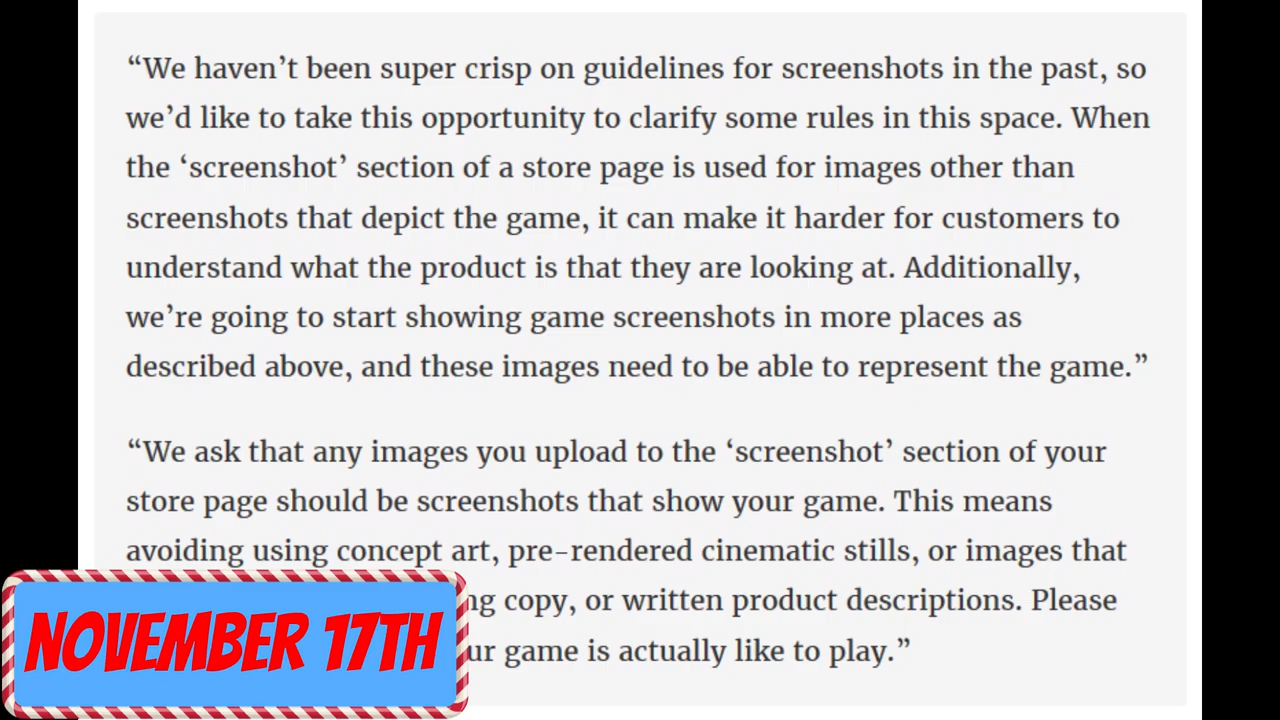 “We haven’t been super crisp on guidelines for screenshots in the past, so
we’d like to take this opportunity to clarify some rules in this space. When
the ‘screenshot’ section of a store page is used for images other than
screenshots that depict the game, it can make it harder for customers to
understand what the product is that they are looking at. Additionally,
we’re going to start showing game screenshots in more places as
described above, and these images need to be able to represent the game.”
“We ask that any images you upload to the ‘screenshot’ section of your
store page should be screenshots that show your game. This means
avoiding using concept art, pre-rendered cinematic stills, or images that
copy, or written product descriptions. Please
game is actually like to play.”
NOVEMBER 17TH